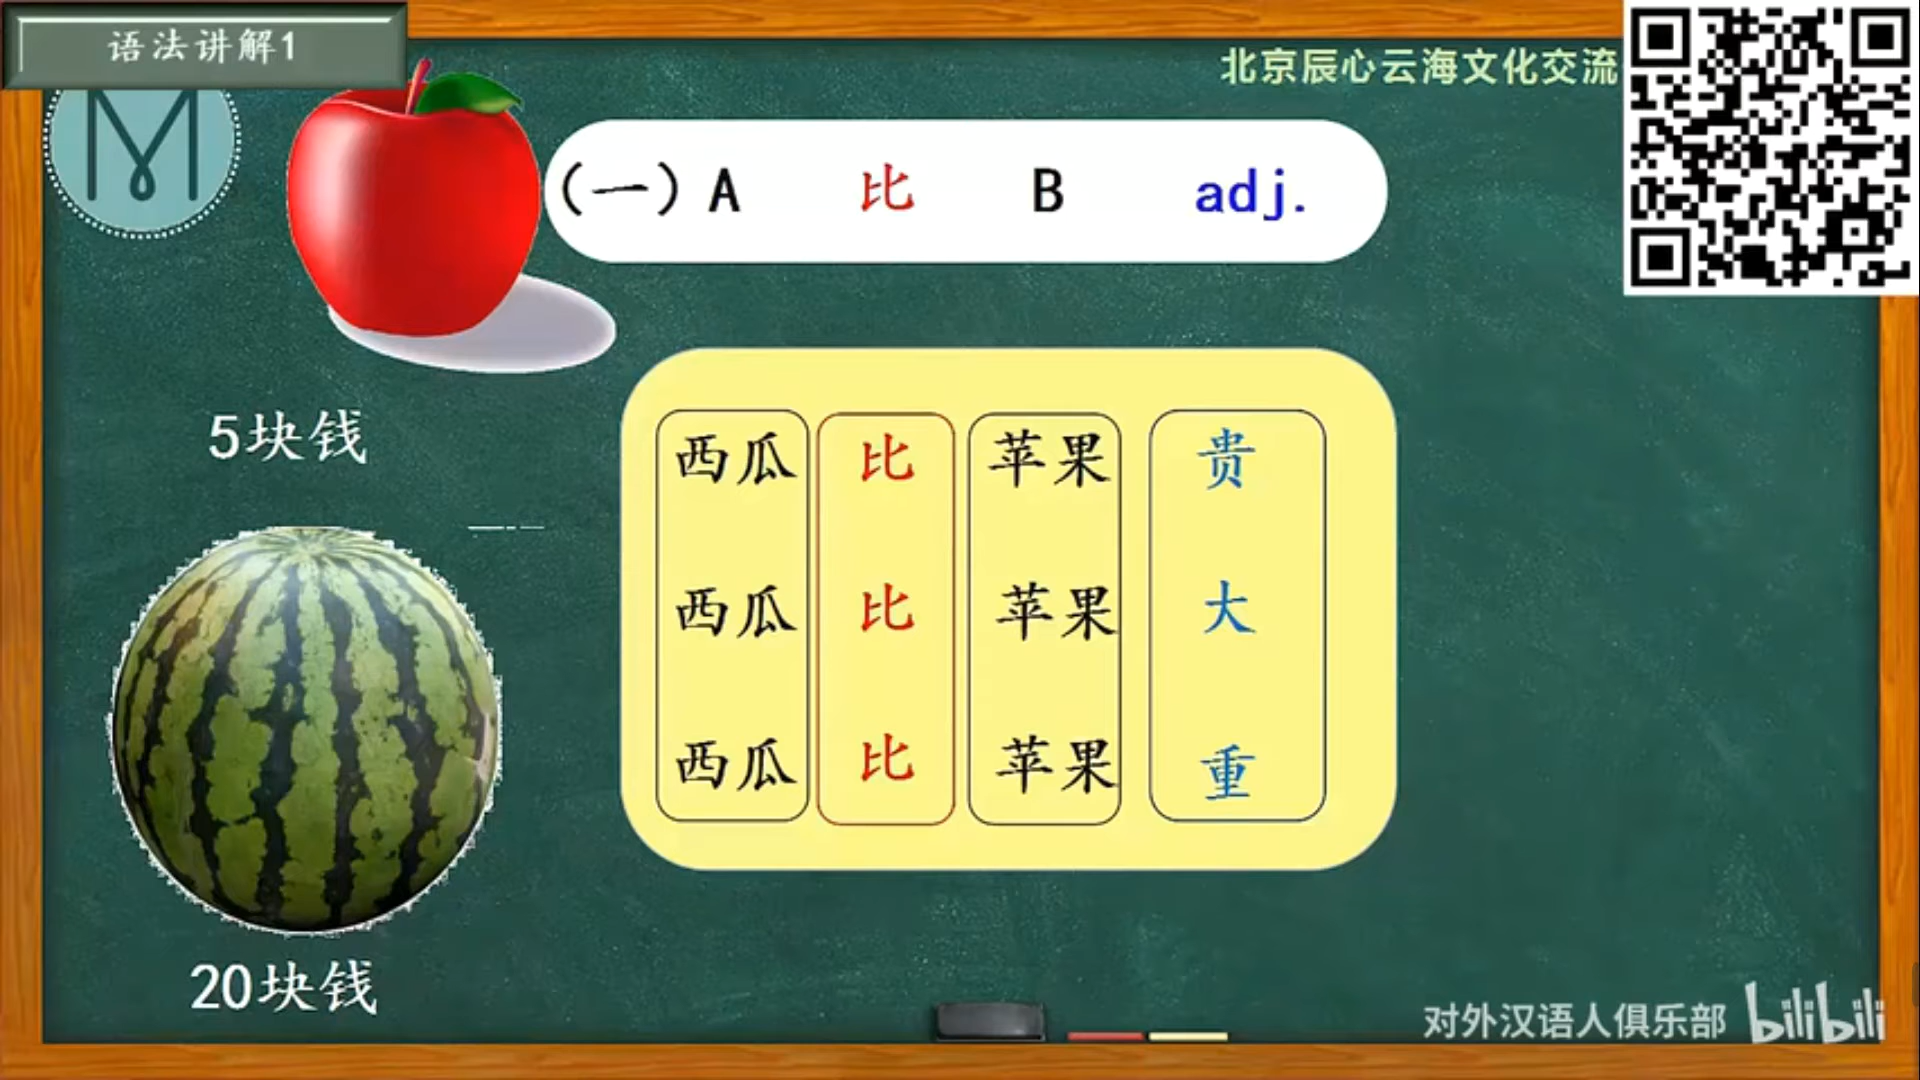 语法讲解1
北京辰心云海文化交流
M
（一）A 比 B adj.
5块钱
西瓜 比 苹果 贵
西瓜 比 苹果 大
西瓜 比 苹果 重
20块钱
对外汉语人俱乐部 bilibili